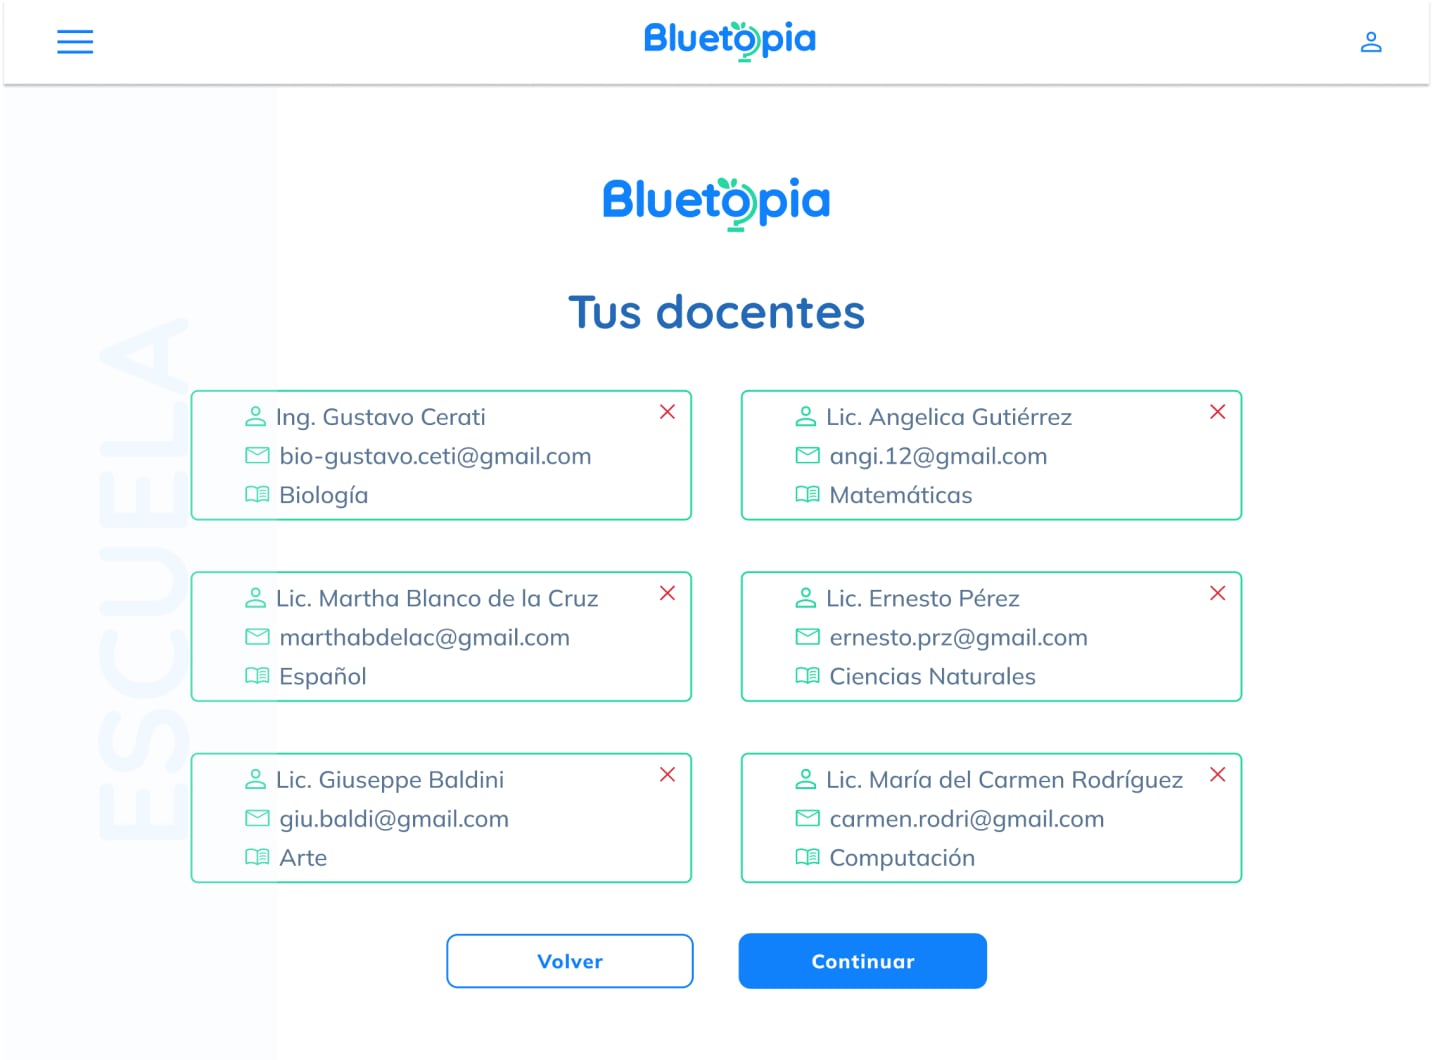 Bluetopia
Bluetopia
Tus docentes
ESCUELA
Ing. Gustavo Cerati
bio-gustavo.ceti@gmail.com
Biología
Lic. Angelica Gutiérrez
angi.12@gmail.com
Matemáticas
Lic. Martha Blanco de la Cruz
marthabdelac@gmail.com
Español
Lic. Ernesto Pérez
ernesto.prz@gmail.com
Ciencias Naturales
Lic. Giuseppe Baldini
giu.baldi@gmail.com
Arte
Lic. María del Carmen Rodríguez
carmen.rodri@gmail.com
Computación
Volver
Continuar